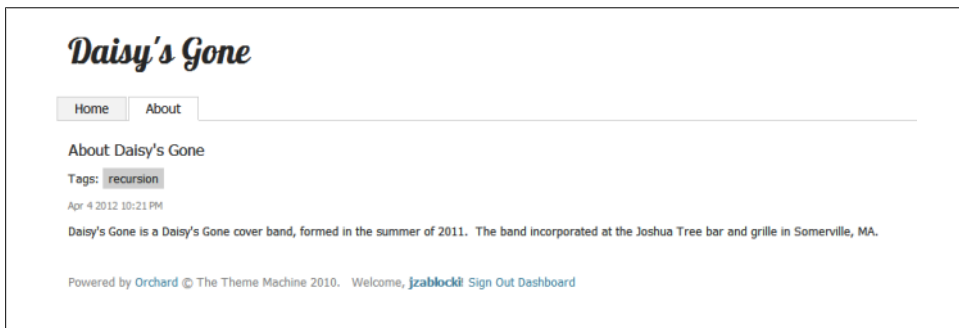 Daisy's Gone
Home About
About Daisy's Gone
Tags: recursion
Apr 4 2012 10:21 PM
Daisy's Gone is a Daisy's Gone cover band, formed in the summer of 2011. The band incorporated at the Joshua Tree bar and grille in Somerville, MA.
Powered by Orchard © The Theme Machine 2010. Welcome, jzablocki! Sign Out Dashboard